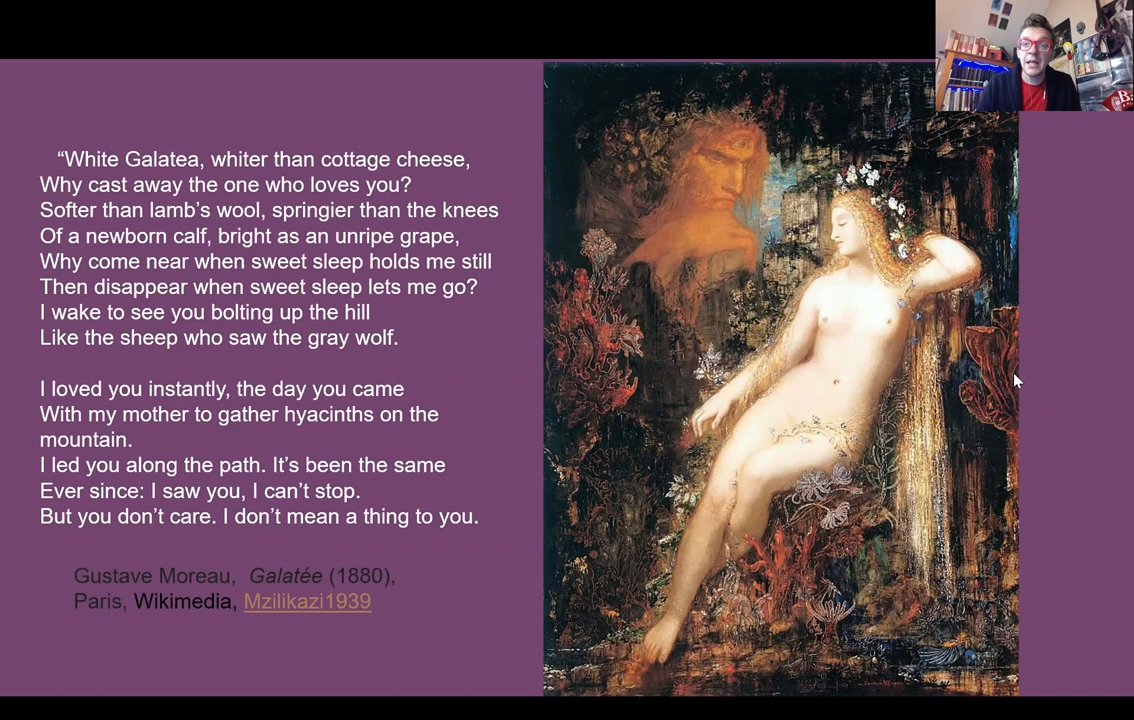 “White Galatea, whiter than cottage cheese,
Why cast away the one who loves you?
Softer than lamb’s wool, springier than the knees
Of a newborn calf, bright as an unripe grape,
Why come near when sweet sleep holds me still
Then disappear when sweet sleep lets me go?
I wake to see you bolting up the hill
Like the sheep who saw the gray wolf.
I loved you instantly, the day you came
With my mother to gather hyacinths on the
mountain.
I led you along the path. It’s been the same
Ever since: I saw you, I can’t stop.
But you don’t care. I don’t mean a thing to you.
Gustave Moreau, Galatée (1880),
Paris, Wikimedia, Mzilikazi1939